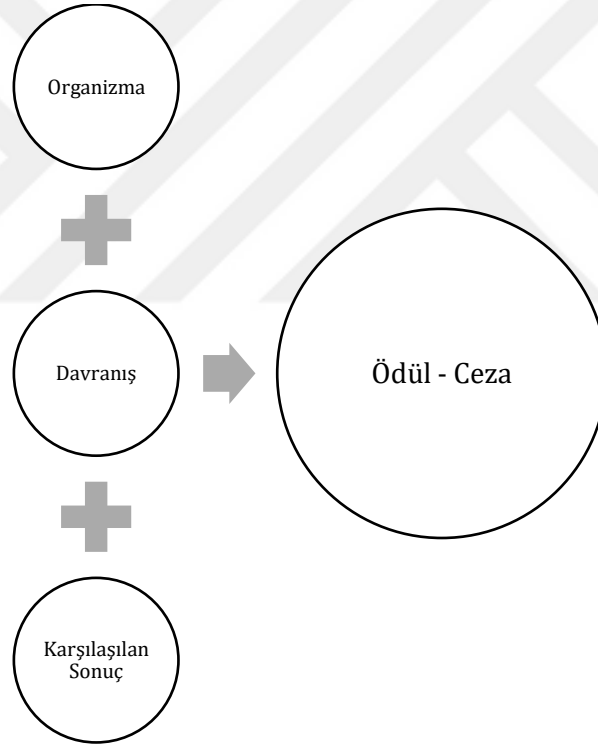 Organizma
Davranış
Karşılaşılan
Sonuç
Ödül - Ceza